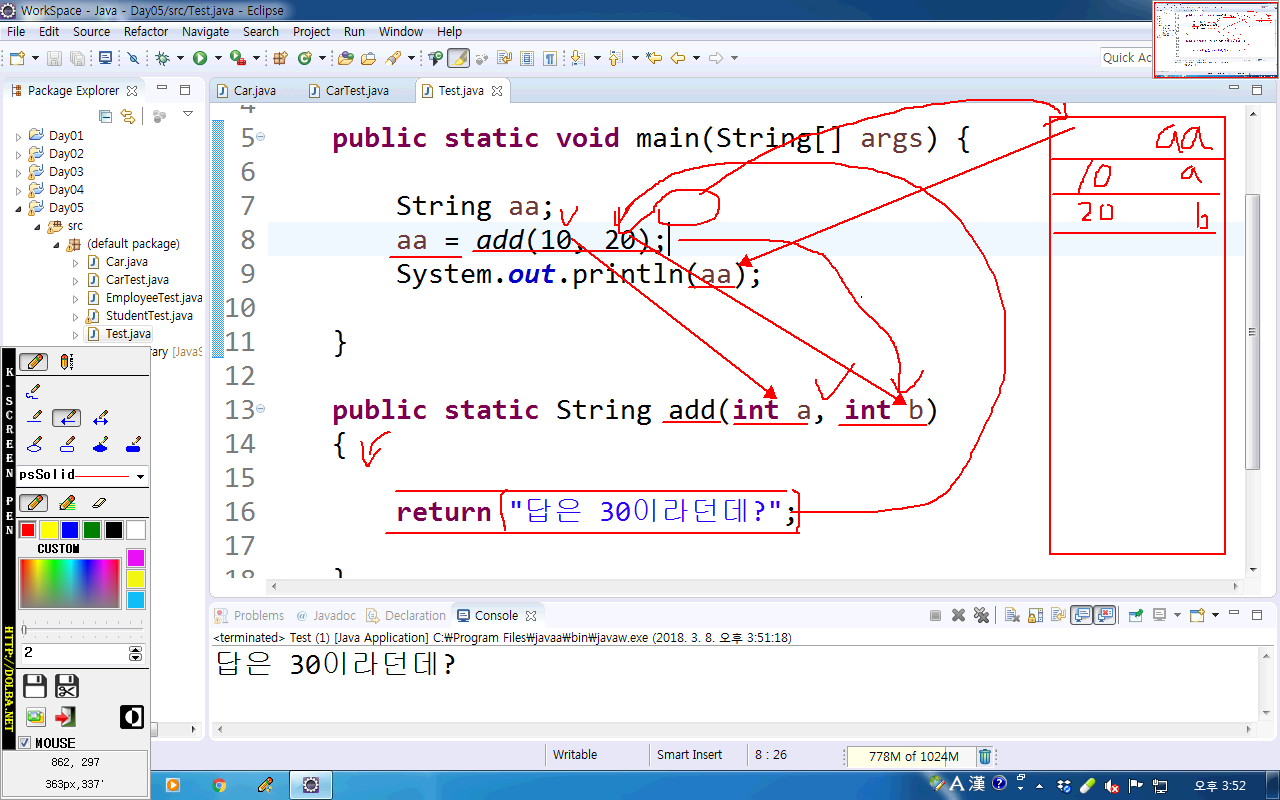 WorkSpace - Java - Day05/src/Test.java - Eclipse
File Edit Source Refactor Navigate Search Project Run Window Help
Quick Ac
Package Explorer
Car.java CarTest.java Test.java
Day01
Day02
Day03
Day04
Day05
src
(default package)
Car.java
CarTest.java
EmployeeTest.java
StudentTest.java
Test.java
rary [JavaS
4
5 public static void main(String[] args) {
6
7 String aa;
8 aa = add(10, 20);
9 System.out.println(aa);
10
11 }
12
13 public static String add(int a, int b)
14 {
15
16 return "답은 30이라던데?";
17
18 }
aa
10 a
20 b
K-SCREEN PEN
HTTP://DOLBA.NET
psSolid
CUSTOM
2
MOUSE
862, 297
363px,337'
Problems @ Javadoc Declaration Console
<terminated> Test (1) [Java Application] C:₩Program Files₩javaa₩bin₩javaw.exe (2018. 3. 8. 오후 3:51:18)
답은 30이라던데?
Writable Smart Insert 8 : 26 778M of 1024M
A 漢 오후 3:52